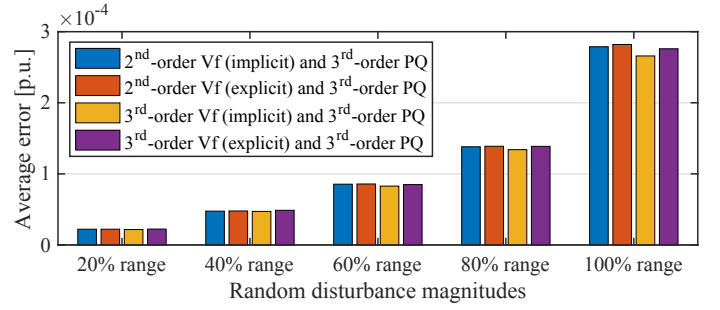 ×10⁻⁴
3
2
1
0
Average error [p.u.]
2ⁿᵈ-order Vf (implicit) and 3ʳᵈ-order PQ
2ⁿᵈ-order Vf (explicit) and 3ʳᵈ-order PQ
3ʳᵈ-order Vf (implicit) and 3ʳᵈ-order PQ
3ʳᵈ-order Vf (explicit) and 3ʳᵈ-order PQ
20% range 40% range 60% range 80% range 100% range
Random disturbance magnitudes